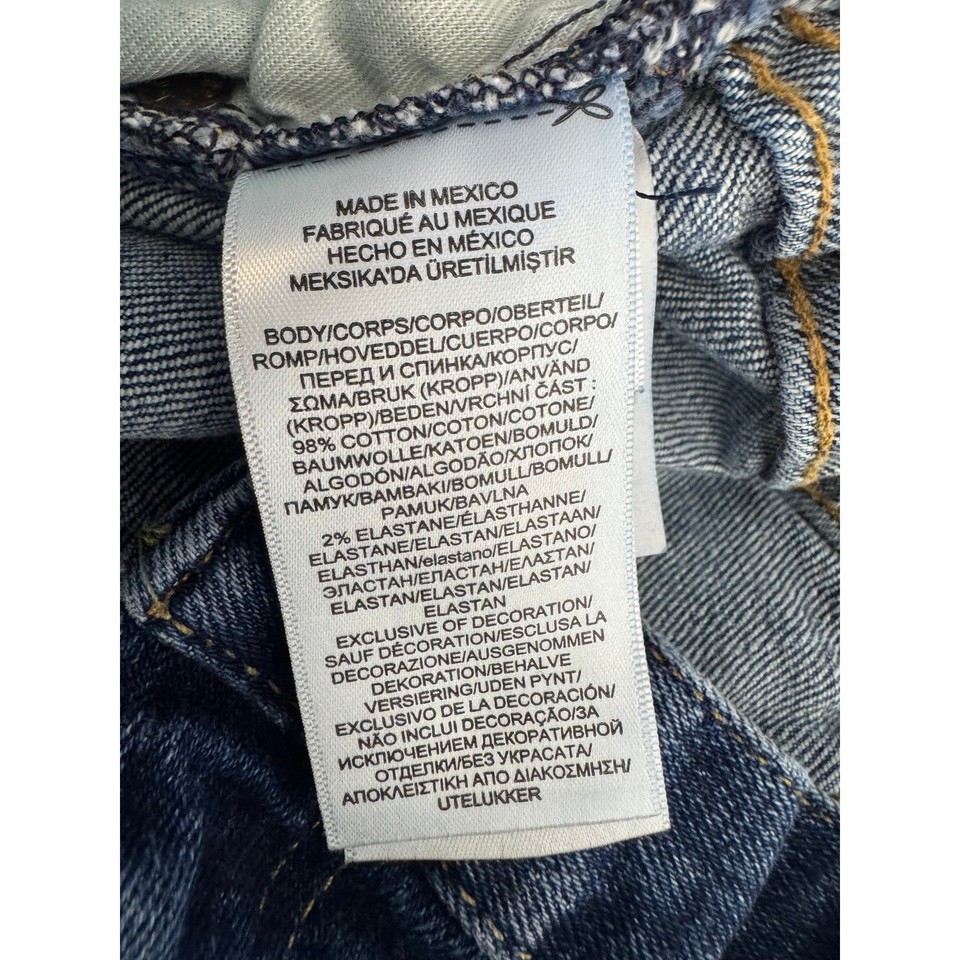 MADE IN MEXICO
FABRIQUÉ AU MEXIQUE
HECHO EN MÉXICO
MEKSIKA'DA ÜRETİLMİŞTİR
BODY/CORPS/CORPO/OBERTEIL/
ROMP/HOVEDDEL/CUERPO/CORPO/
ПЕРЕД И СПИНКА/КОРПУС/
ΣΩΜΑ/BRUK (KROPP)/ANVÄND
(KROPP)/BEDEN/VRCHNÍ ČÁST :
98% COTTON/COTON/COTONE/
BAUMWOLLE/KATOEN/BOMULD/
ALGODÓN/ALGODÃO/ХЛОПОК/
ПАМУК/ΒΑΜΒΑΚΙ/BOMULL/BOMULL/
PAMUK/BAVLNA
2% ELASTANE/ÉLASTHANNE/
ELASTANE/ELASTAN/ELASTAAN/
ELASTHAN/elastano/ELASTANO/
ЭЛАСТАН/ЕЛАСТАН/ΕΛΑΣΤΑΝ/
ELASTAN/ELASTAN/ELASTAN/
ELASTAN
EXCLUSIVE OF DECORATION/
SAUF DÉCORATION/ESCLUSA LA
DECORAZIONE/AUSGENOMMEN
DEKORATION/BEHALVE
VERSIERING/UDEN PYNT/
EXCLUSIVO DE LA DECORACIÓN/
NÃO INCLUI DECORAÇÃO/ЗА
ИСКЛЮЧЕНИЕМ ДЕКОРАТИВНОЙ
ОТДЕЛКИ/БЕЗ УКРАСАТА/
ΑΠΟΚΛΕΙΣΤΙΚΗ ΑΠΟ ΔΙΑΚΟΣΜΗΣΗ/
UTELUKKER